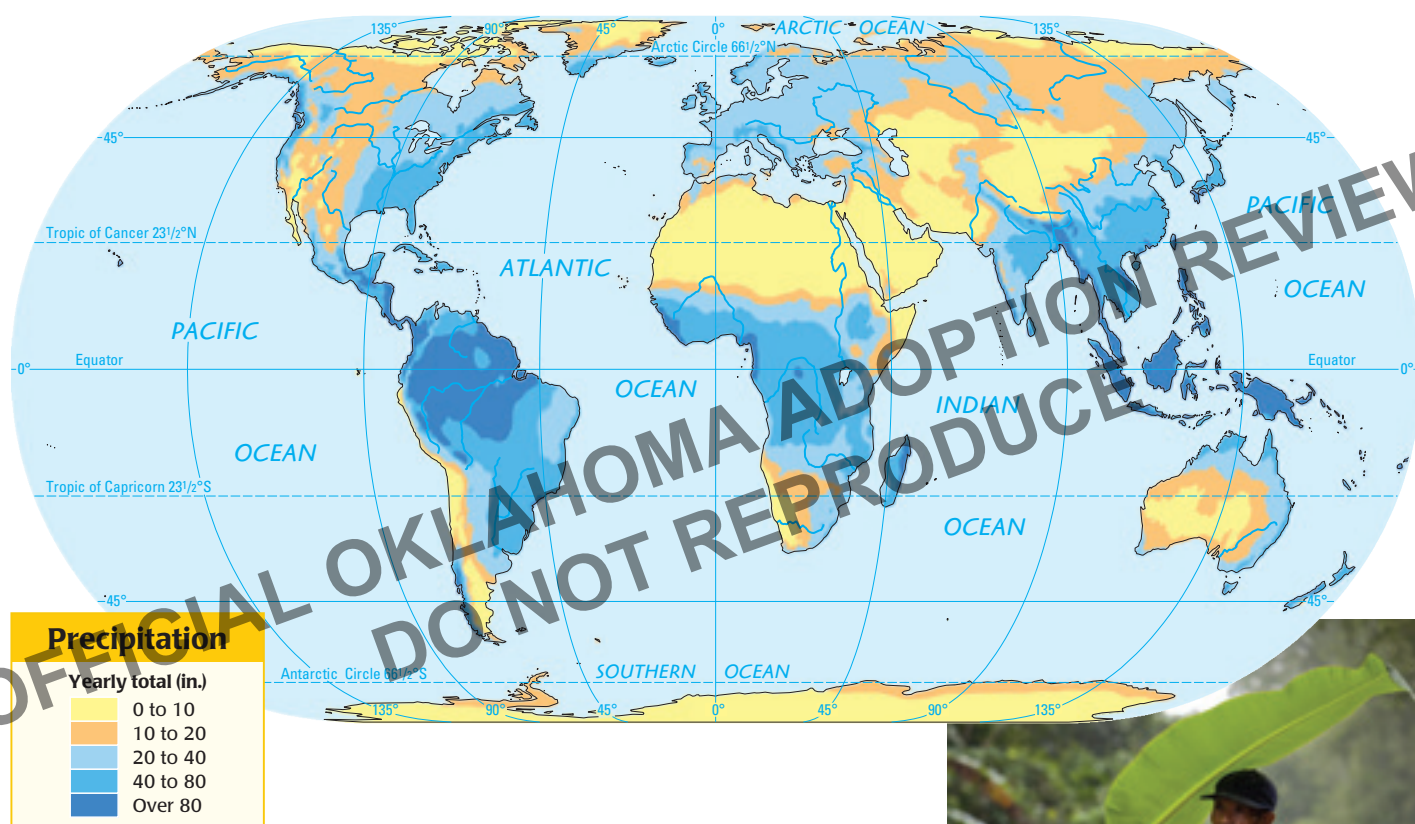 135°
90°
45°
0°
ARCTIC OCEAN
135°
Arctic Circle 661/2°N
45°
45°
PACIFIC
Tropic of Cancer 231/2°N
ATLANTIC
OCEAN
PACIFIC
0°
Equator
Equator
0°
OCEAN
INDIAN
OCEAN
Tropic of Capricorn 231/2°S
OCEAN
45°
45°
Antarctic Circle 661/2°S
SOUTHERN OCEAN
135°
90°
45°
0°
45°
90°
135°
OFFICIAL OKLAHOMA ADOPTION REVIEW
DO NOT REPRODUCE
Precipitation
Yearly total (in.)
0 to 10
10 to 20
20 to 40
40 to 80
Over 80